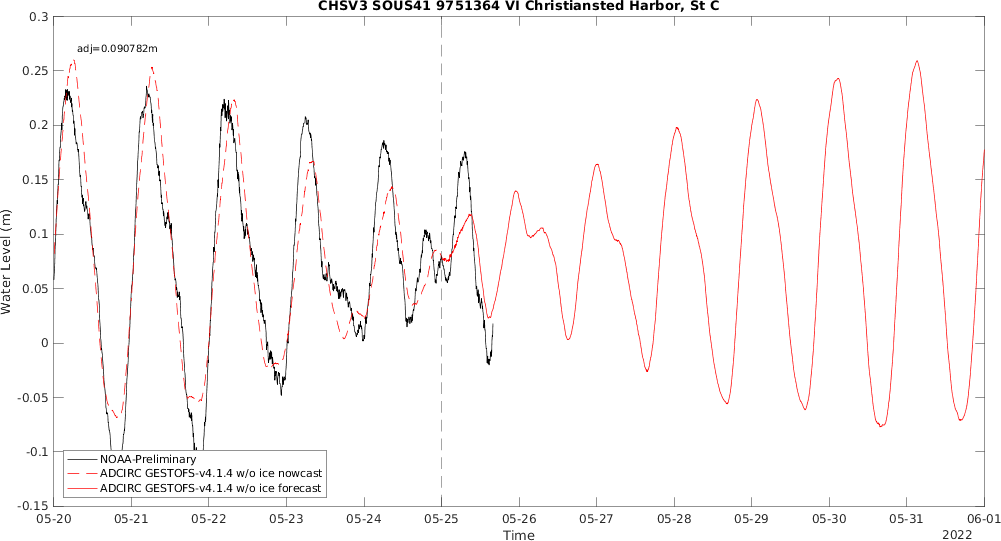 CHSV3 SOUS41 9751364 VI Christiansted Harbor, St C
adj=0.090782m
Water Level (m)
0.3
0.25
0.2
0.15
0.1
0.05
0
-0.05
-0.1
-0.15
NOAA-Preliminary
ADCIRC GESTOFS-v4.1.4 w/o ice nowcast
ADCIRC GESTOFS-v4.1.4 w/o ice forecast
05-20 05-21 05-22 05-23 05-24 05-25 05-26 05-27 05-28 05-29 05-30 05-31 06-01
Time
2022